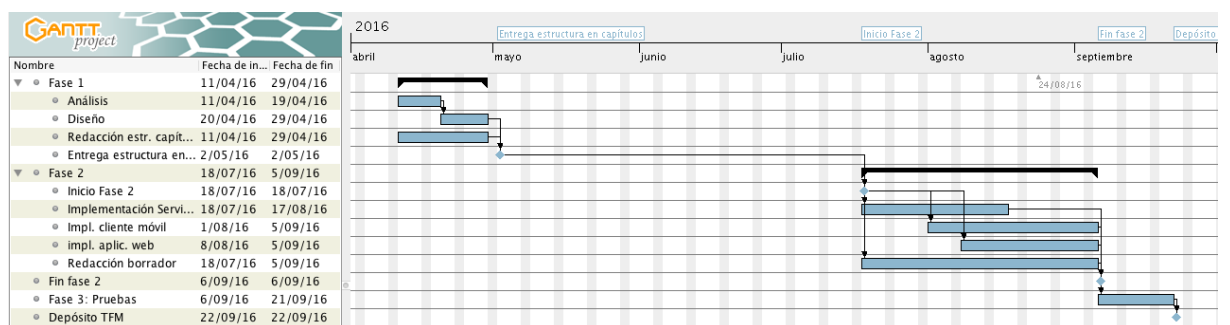 GANTT
project
2016
Entrega estructura en capítulos
Inicio Fase 2
Fin fase 2
Depósito
abril mayo junio julio agosto septiembre
24/08/16
Nombre Fecha de in... Fecha de fin
Fase 1 11/04/16 29/04/16
Análisis 11/04/16 19/04/16
Diseño 20/04/16 29/04/16
Redacción estr. capít... 11/04/16 29/04/16
Entrega estructura en... 2/05/16 2/05/16
Fase 2 18/07/16 5/09/16
Inicio Fase 2 18/07/16 18/07/16
Implementación Servi... 18/07/16 17/08/16
Impl. cliente móvil 1/08/16 5/09/16
impl. aplic. web 8/08/16 5/09/16
Redacción borrador 18/07/16 5/09/16
Fin fase 2 6/09/16 6/09/16
Fase 3: Pruebas 6/09/16 21/09/16
Depósito TFM 22/09/16 22/09/16